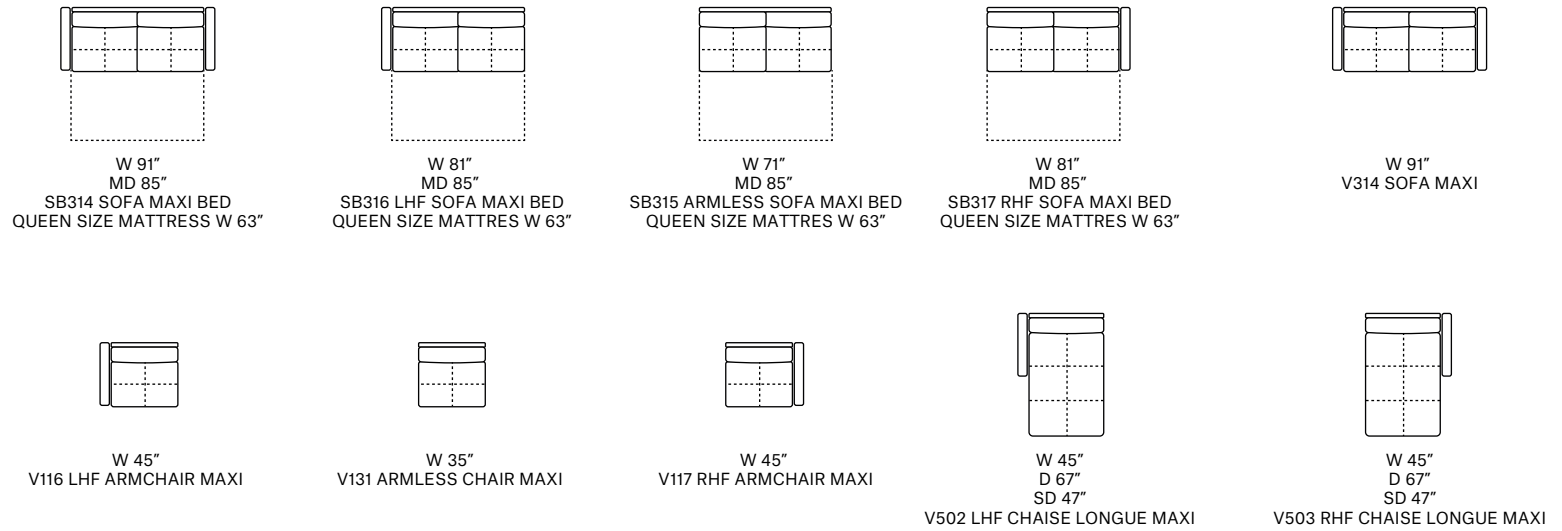 W 91″
MD 85″
SB314 SOFA MAXI BED
QUEEN SIZE MATTRESS W 63″
W 81″
MD 85″
SB316 LHF SOFA MAXI BED
QUEEN SIZE MATTRES W 63″
W 71″
MD 85″
SB315 ARMLESS SOFA MAXI BED
QUEEN SIZE MATTRES W 63″
W 81″
MD 85″
SB317 RHF SOFA MAXI BED
QUEEN SIZE MATTRES W 63″
W 91″
V314 SOFA MAXI
W 45″
V116 LHF ARMCHAIR MAXI
W 35″
V131 ARMLESS CHAIR MAXI
W 45″
V117 RHF ARMCHAIR MAXI
W 45″
D 67″
SD 47″
V502 LHF CHAISE LONGUE MAXI
W 45″
D 67″
SD 47″
V503 RHF CHAISE LONGUE MAXI